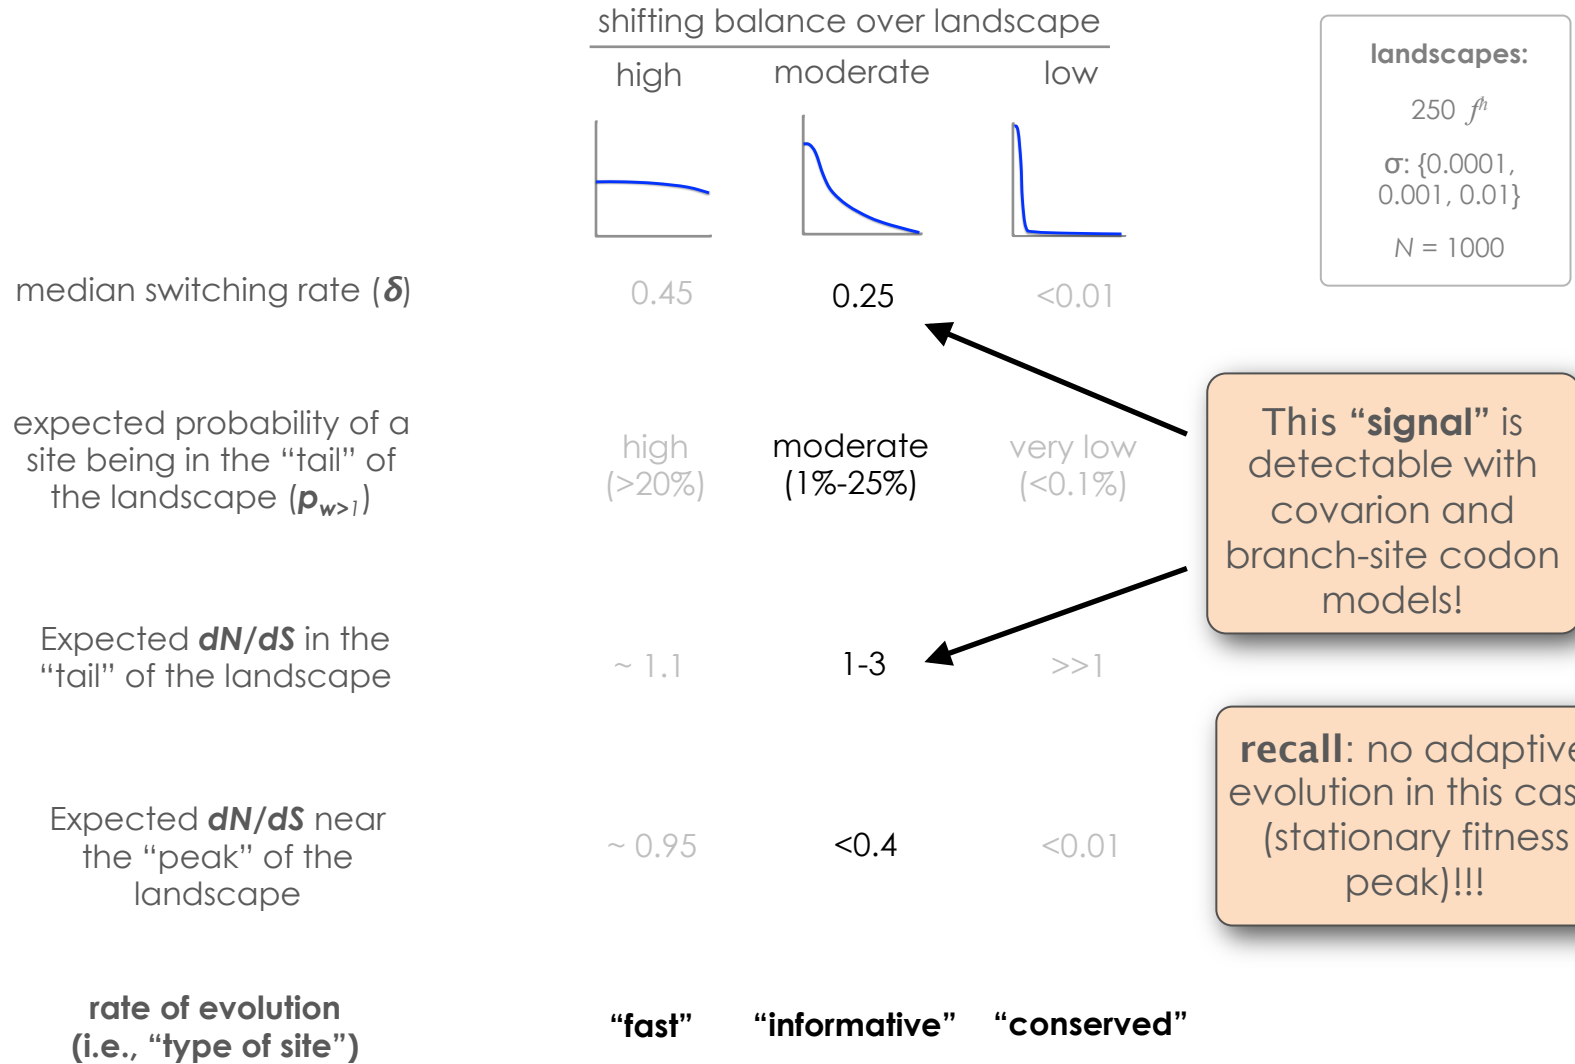 shifting balance over landscape
high moderate low
landscapes:
250 fʰ
σ: {0.0001,
0.001, 0.01}
N = 1000
median switching rate (δ) 0.45 0.25 <0.01
expected probability of a
site being in the “tail” of
the landscape (pw>1)
high
(>20%)
moderate
(1%-25%)
very low
(<0.1%)
This “signal” is
detectable with
covarion and
branch-site codon
models!
Expected dN/dS in the
“tail” of the landscape
~ 1.1 1-3 >>1
recall: no adaptive
evolution in this cas
(stationary fitness
peak)!!!
Expected dN/dS near
the “peak” of the
landscape
~ 0.95 <0.4 <0.01
rate of evolution
(i.e., “type of site”)
“fast” “informative” “conserved”